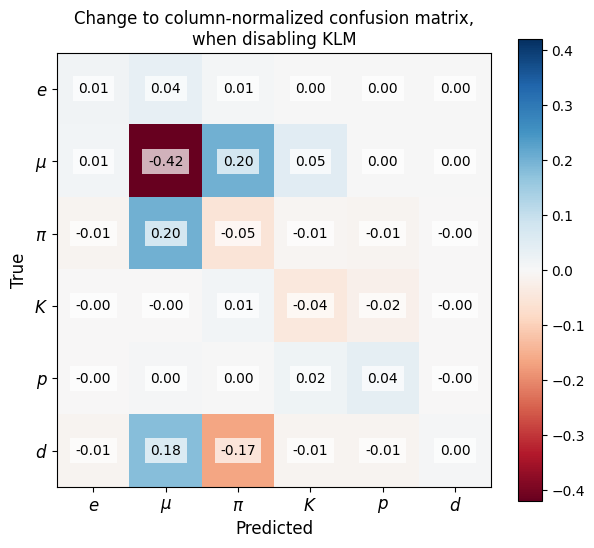 Change to column-normalized confusion matrix,
when disabling KLM
e 0.01 0.04 0.01 0.00 0.00 0.00
μ 0.01 -0.42 0.20 0.05 0.00 0.00
π -0.01 0.20 -0.05 -0.01 -0.01 -0.00
K -0.00 -0.00 0.01 -0.04 -0.02 -0.00
p -0.00 0.00 0.00 0.02 0.04 -0.00
d -0.01 0.18 -0.17 -0.01 -0.01 0.00
e μ π K p d
True
Predicted
0.4
0.3
0.2
0.1
0.0
−0.1
−0.2
−0.3
−0.4